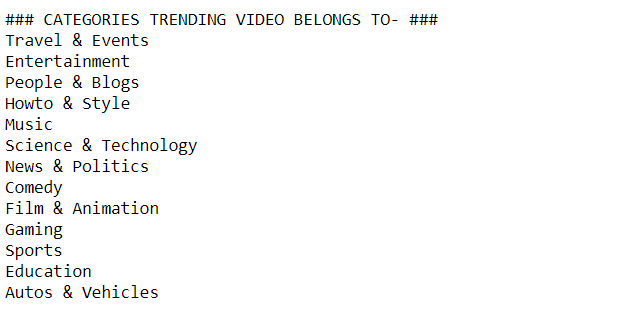 ### CATEGORIES TRENDING VIDEO BELONGS TO- ###
Travel & Events
Entertainment
People & Blogs
Howto & Style
Music
Science & Technology
News & Politics
Comedy
Film & Animation
Gaming
Sports
Education
Autos & Vehicles